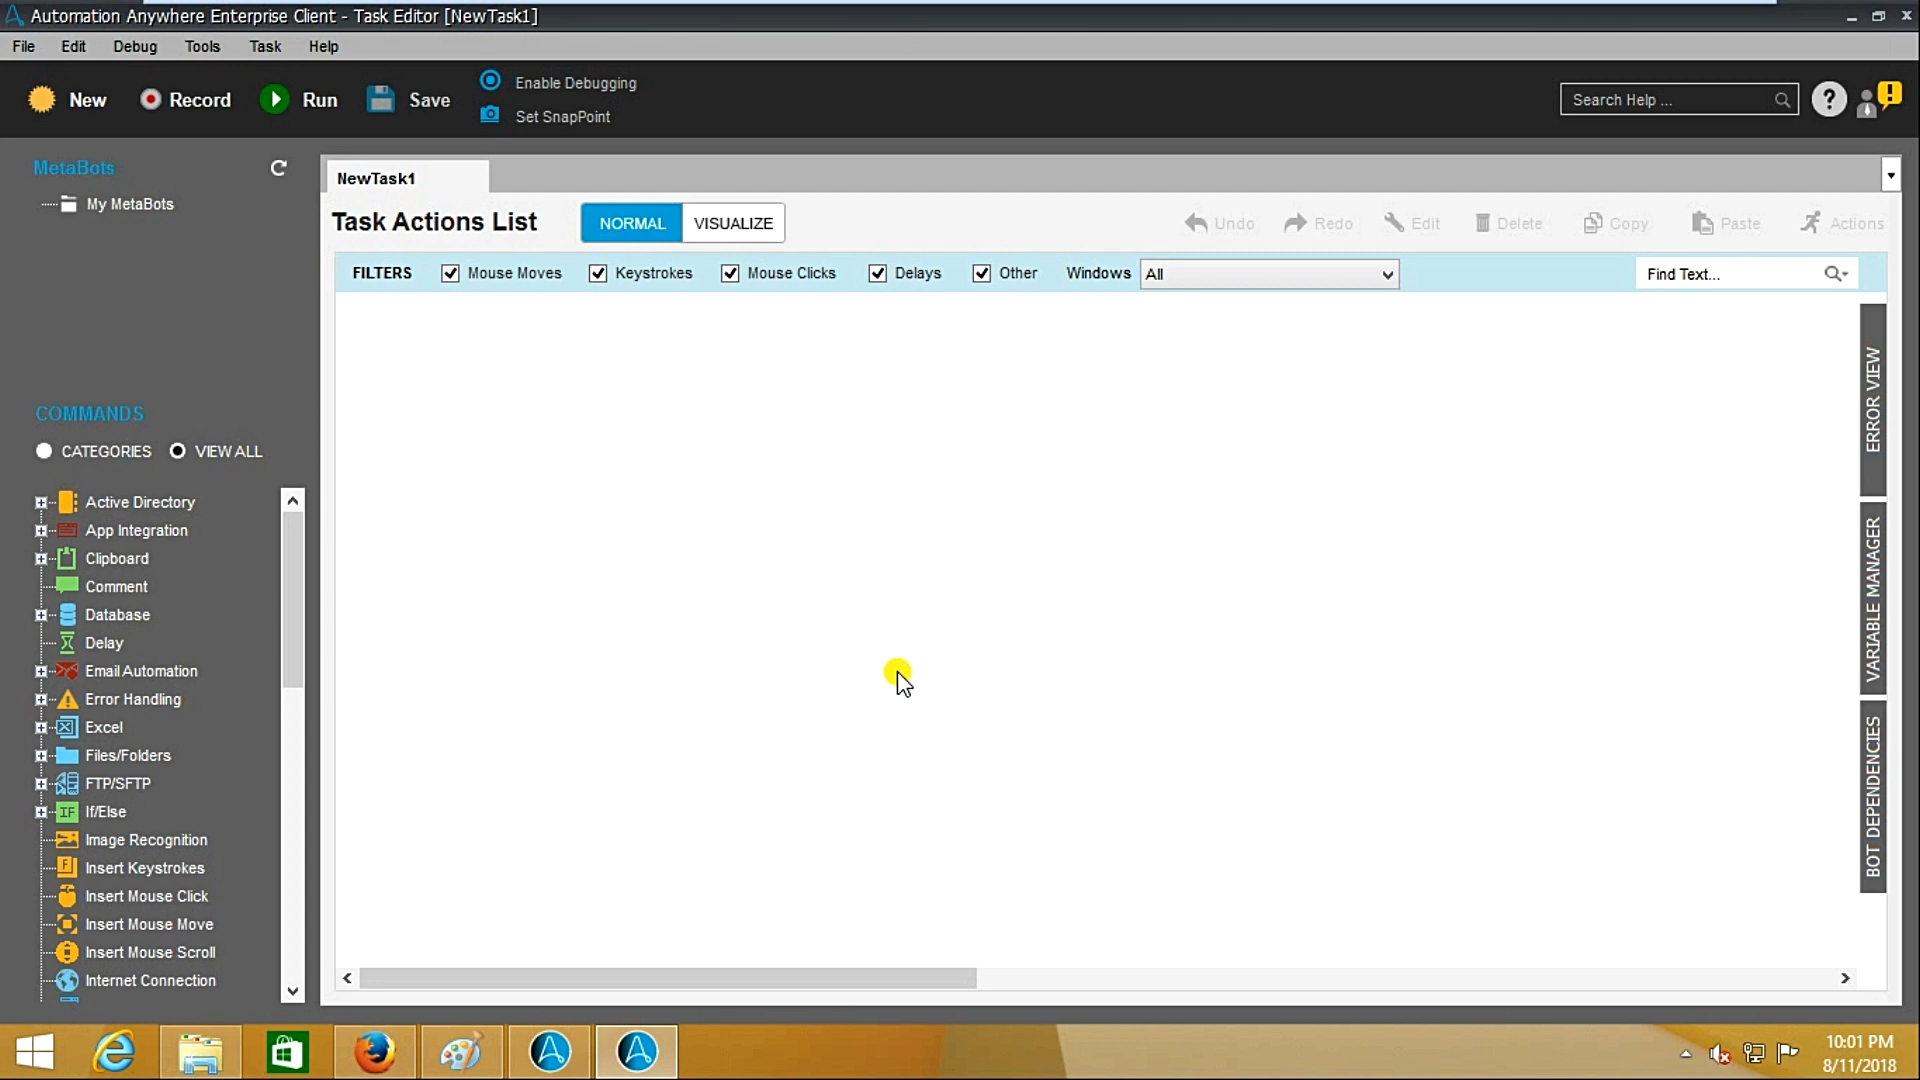 Automation Anywhere Enterprise Client - Task Editor [NewTask1]
File Edit Debug Tools Task Help
New Record Run Save
Enable Debugging
Set SnapPoint
Search Help ...
MetaBots
My MetaBots
NewTask1
Task Actions List NORMAL VISUALIZE Undo Redo Edit Delete Copy Paste Actions
FILTERS Mouse Moves Keystrokes Mouse Clicks Delays Other Windows All Find Text...
COMMANDS
CATEGORIES VIEW ALL
Active Directory
App Integration
Clipboard
Comment
Database
Delay
Email Automation
Error Handling
Excel
Files/Folders
FTP/SFTP
IF If/Else
Image Recognition
Insert Keystrokes
Insert Mouse Click
Insert Mouse Move
Insert Mouse Scroll
Internet Connection
ERROR VIEW
VARIABLE MANAGER
BOT DEPENDENCIES
10:01 PM
8/11/2018